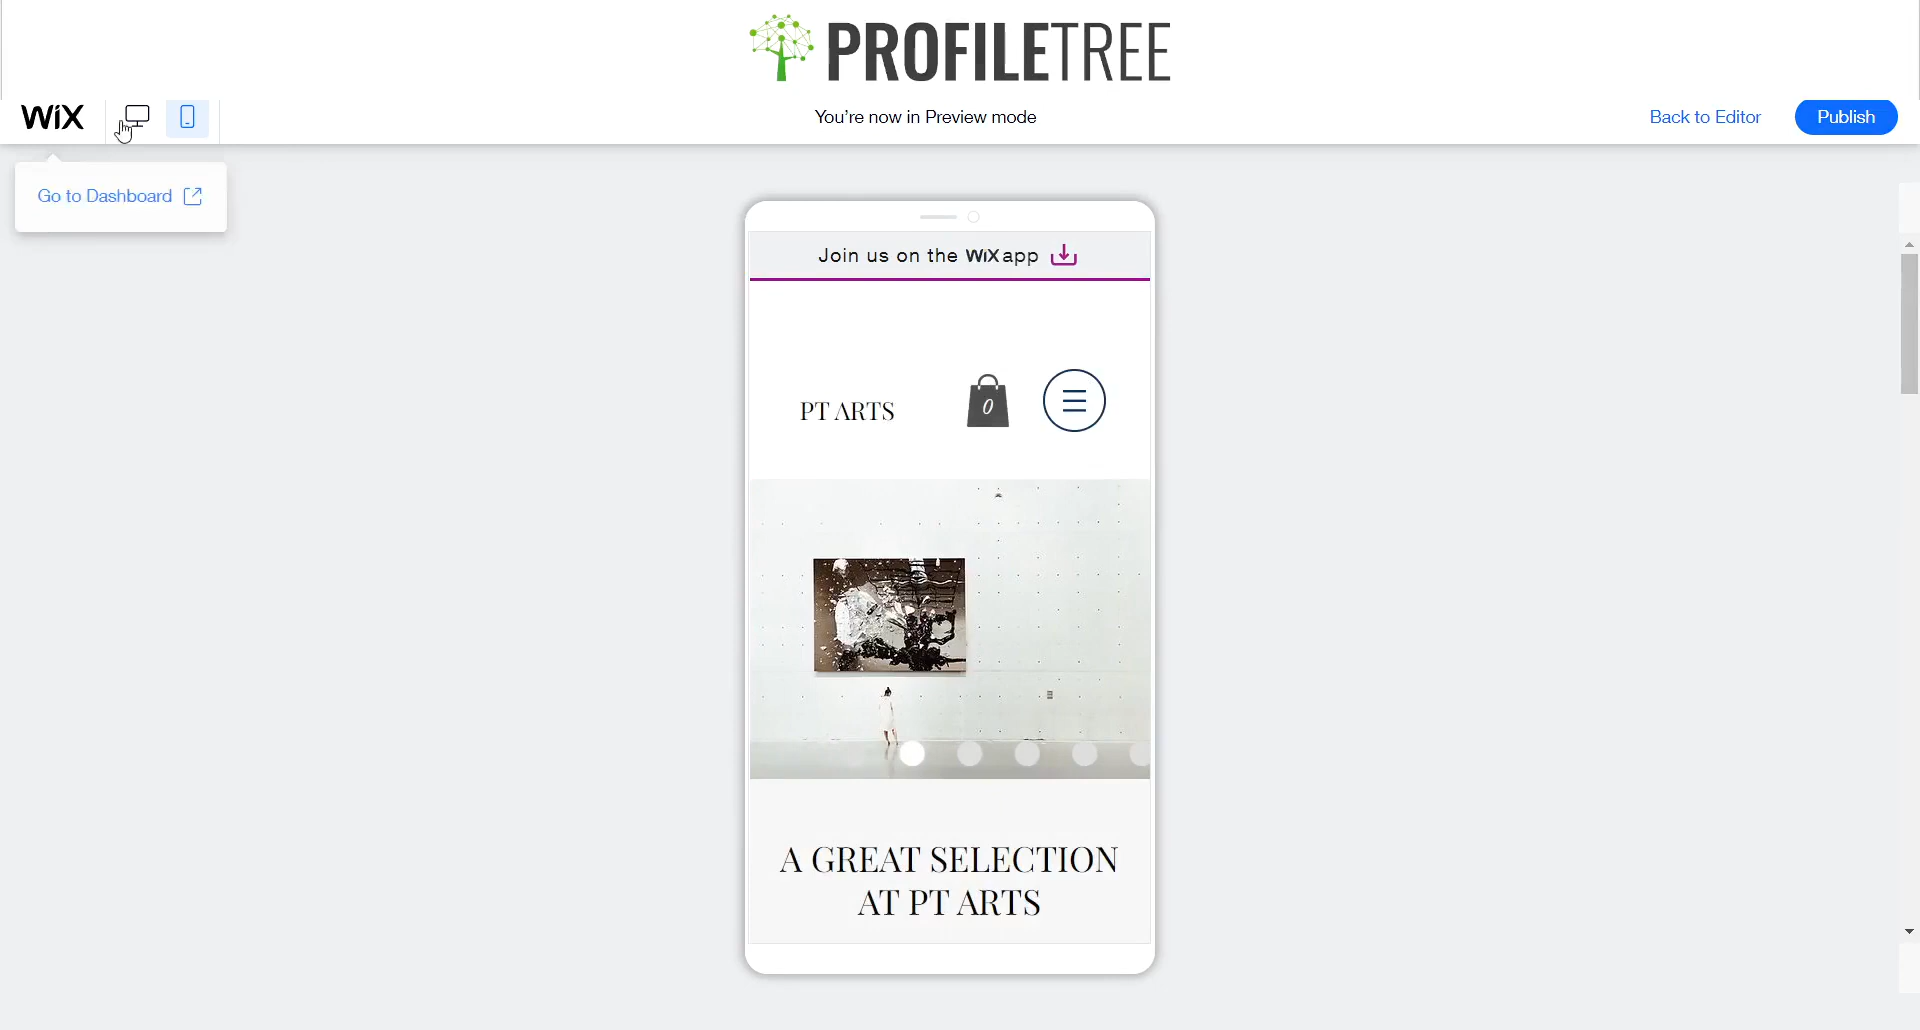 PROFILETREE
WiX
You're now in Preview mode
Back to Editor
Publish
Go to Dashboard
Join us on the WiX app
PT ARTS
0
A GREAT SELECTION
AT PT ARTS